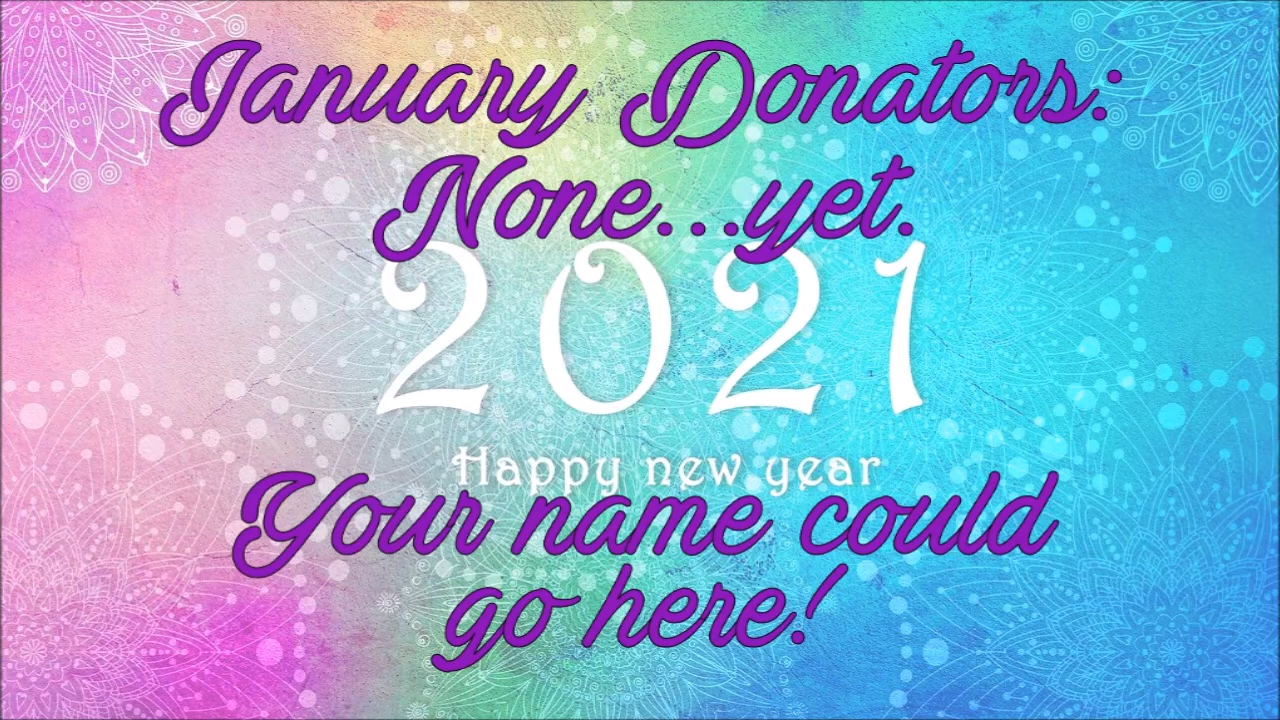 January Donators:
None...yet.
2021
Happy new year
Your name could
go here!